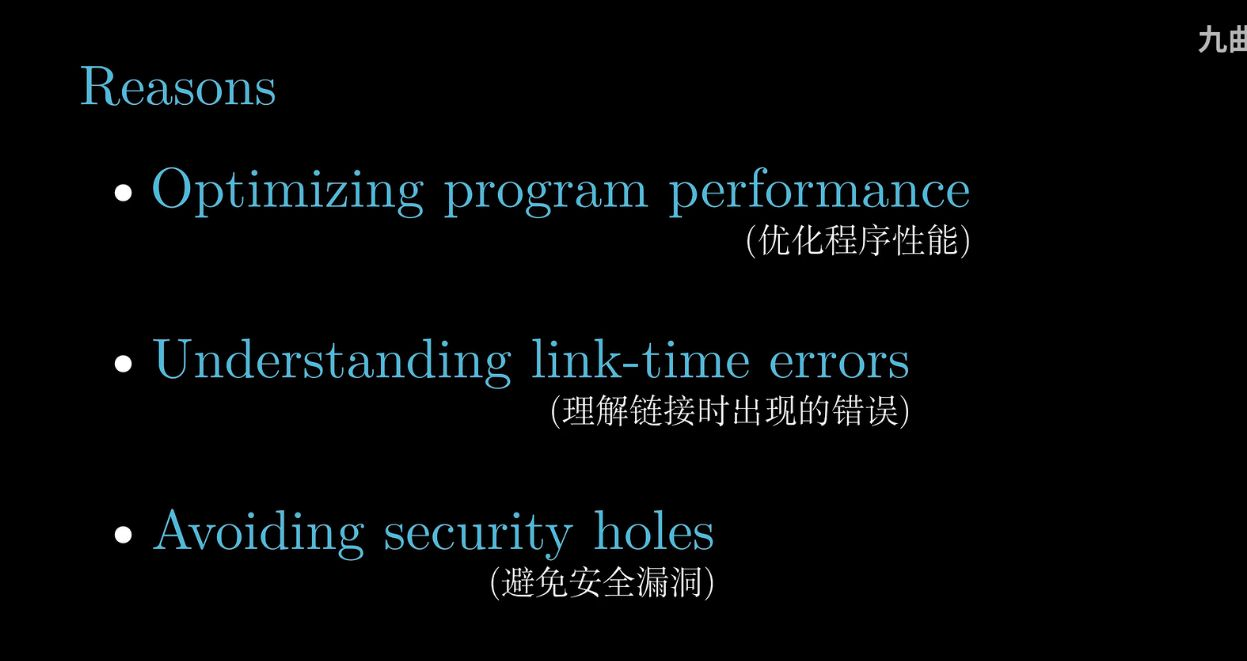 九曲
Reasons
• Optimizing program performance
(优化程序性能)
• Understanding link-time errors
(理解链接时出现的错误)
• Avoiding security holes
(避免安全漏洞)